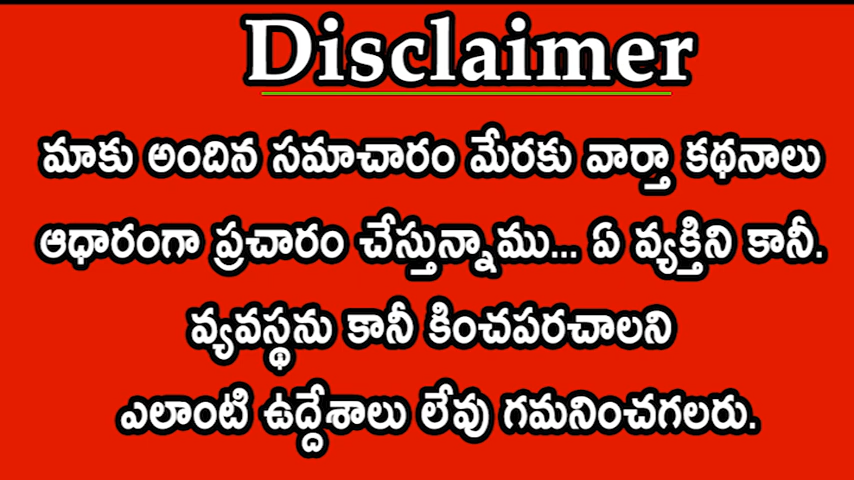 Disclaimer
మాకు అందిన సమాచారం మేరకు వార్తా కథనాలు
ఆధారంగా ప్రచారం చేస్తున్నాము... ఏ వ్యక్తిని కానీ.
వ్యవస్థను కానీ కించపరచాలని
ఎలాంటి ఉద్దేశాలు లేవు గమనించగలరు.